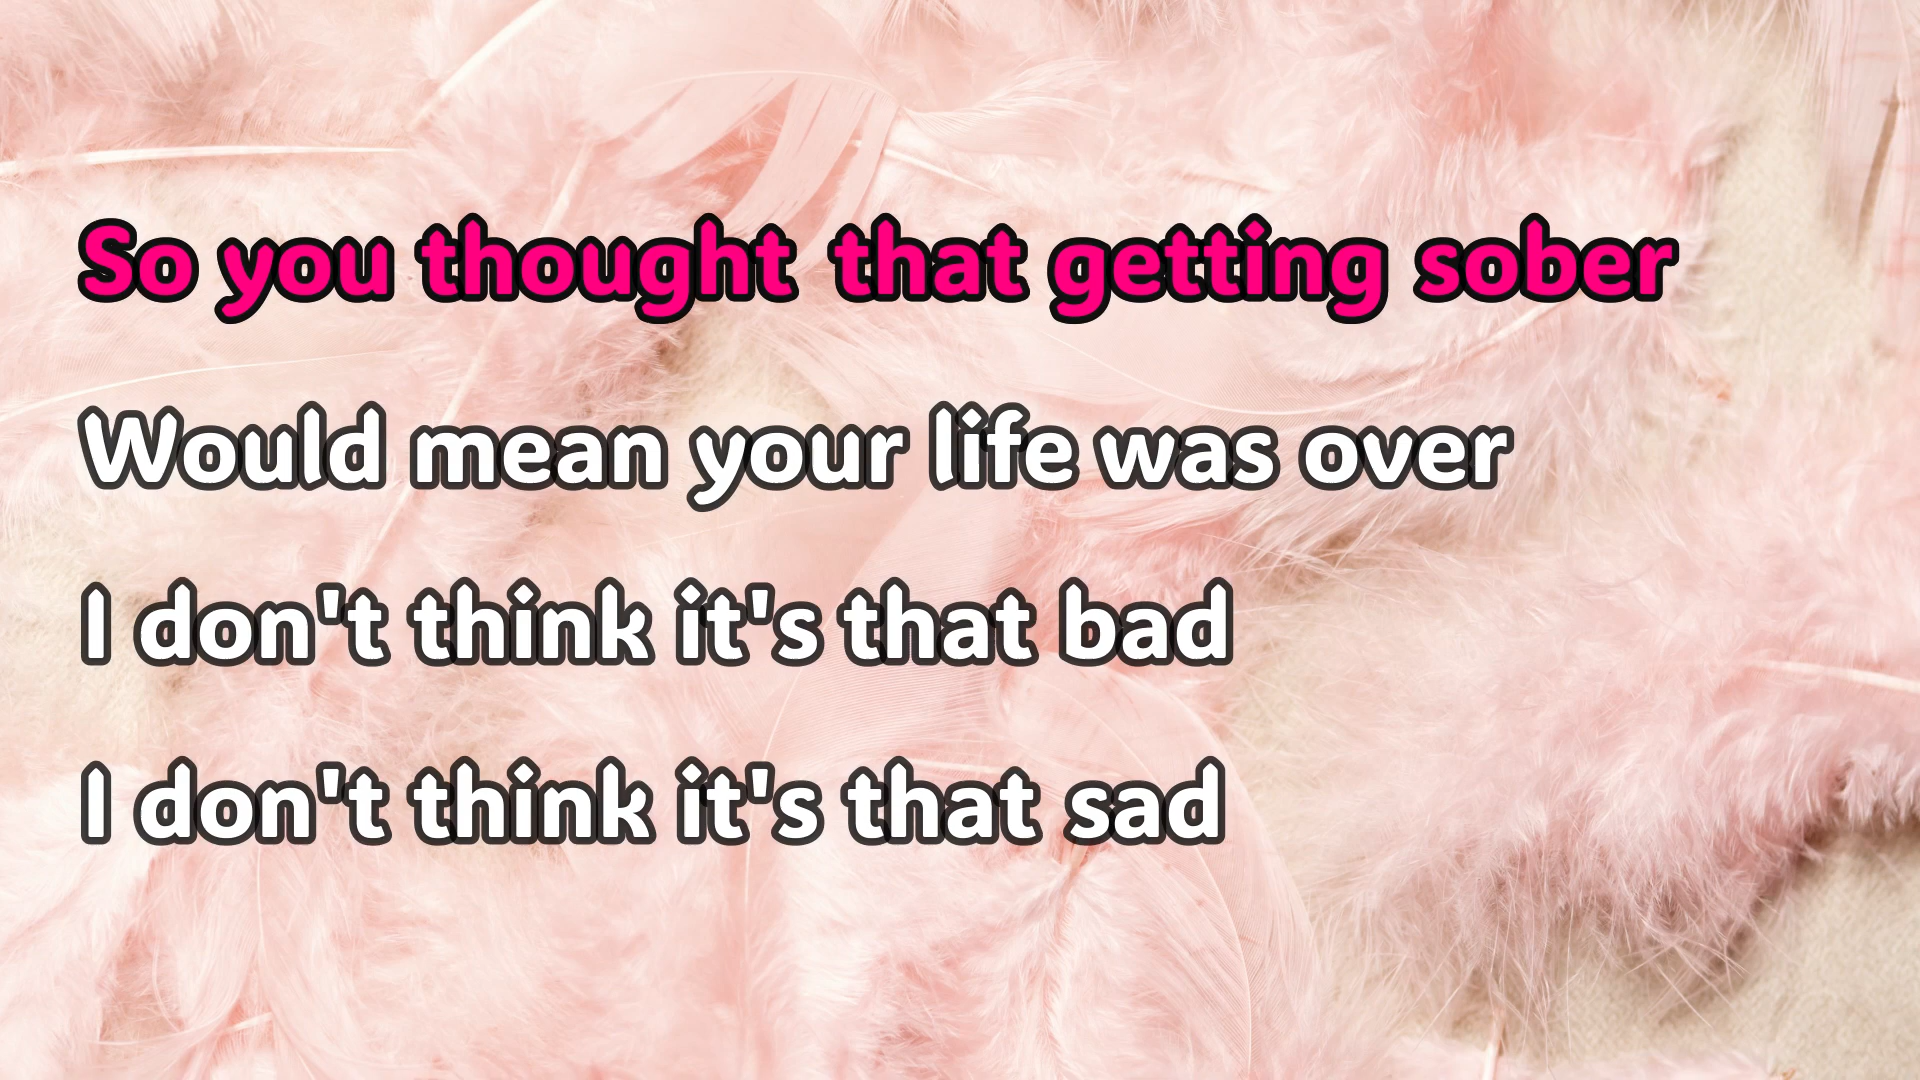 So you thought that getting sober
Would mean your life was over
I don't think it's that bad
I don't think it's that sad